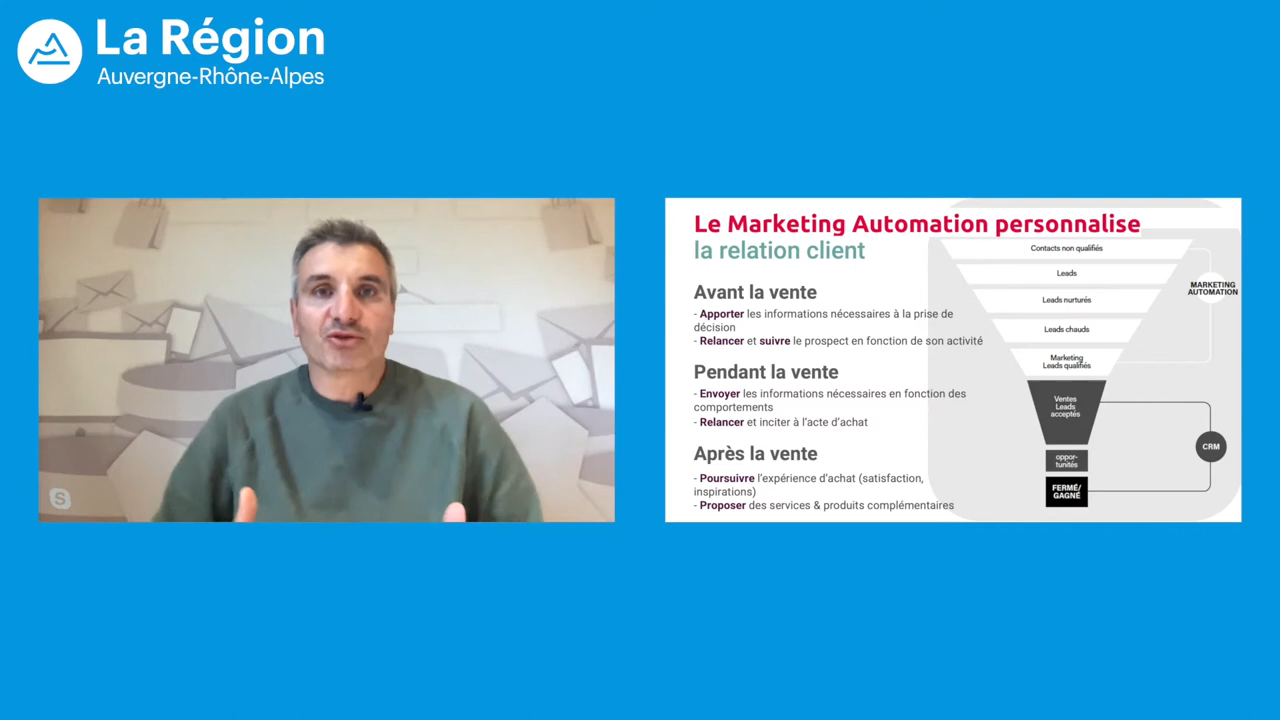 La Région
Auvergne-Rhône-Alpes
Le Marketing Automation personnalise
la relation client
Avant la vente
- Apporter les informations nécessaires à la prise de
décision
- Relancer et suivre le prospect en fonction de son activité
Pendant la vente
- Envoyer les informations nécessaires en fonction des
comportements
- Relancer et inciter à l'acte d'achat
Après la vente
- Poursuivre l'expérience d'achat (satisfaction,
inspirations)
- Proposer des services & produits complémentaires
Contacts non qualifiés
Leads
Leads nurturés
Leads chauds
Marketing
Leads qualifiés
Ventes
Leads
acceptés
oppor-
tunités
FERMÉ/
GAGNÉ
MARKETING
AUTOMATION
CRM
S